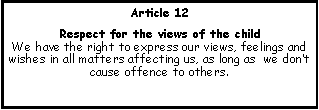 Article 12
Respect for the views of the child
We have the right to express our views, feelings and
wishes in all matters affecting us, as long as we don't
cause offence to others.